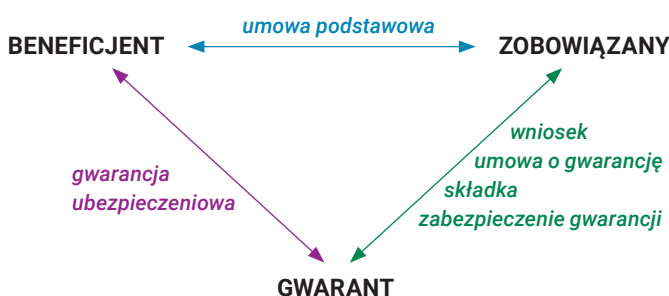 umowa podstawowa
BENEFICJENT
ZOBOWIĄZANY
gwarancja
ubezpieczeniowa
wniosek
umowa o gwarancję
składka
zabezpieczenie gwarancji
GWARANT